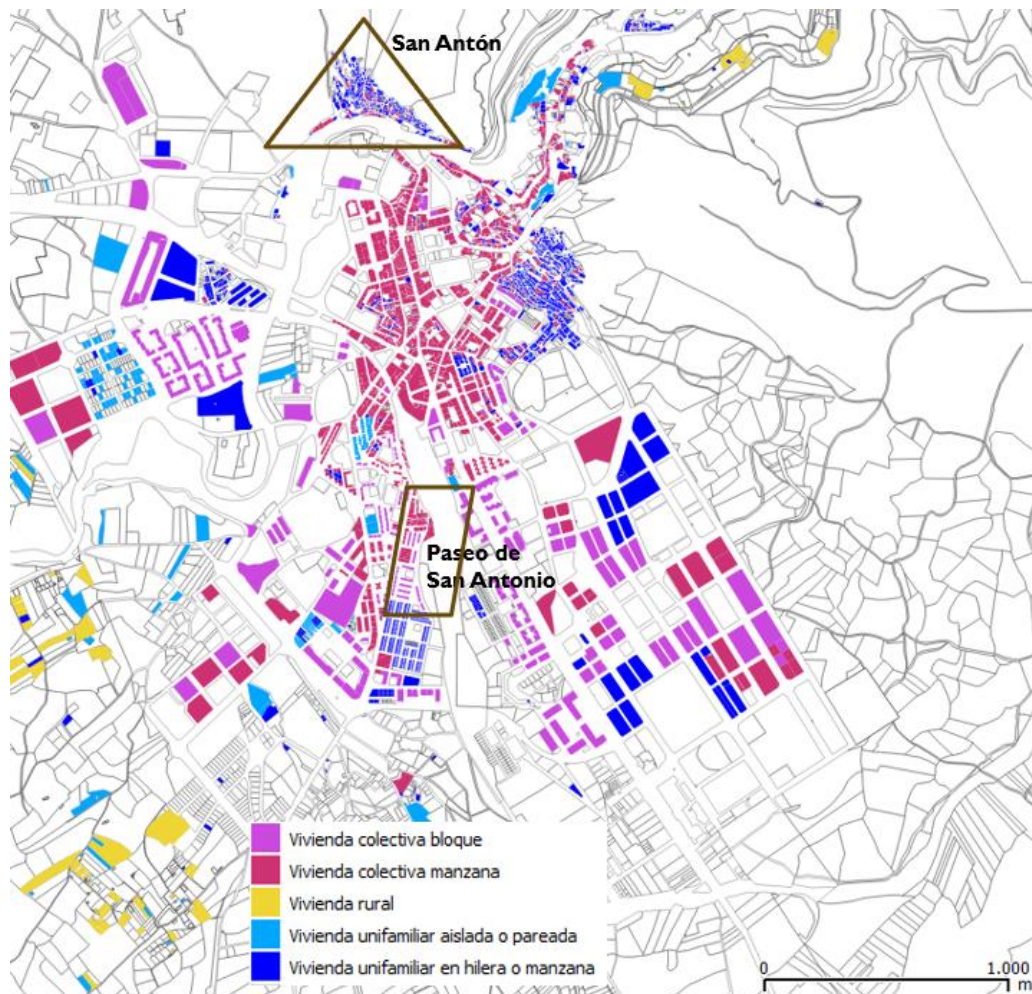 San Antón
Paseo de
San Antonio
Vivienda colectiva bloque
Vivienda colectiva manzana
Vivienda rural
Vivienda unifamiliar aislada o pareada
Vivienda unifamiliar en hilera o manzana
0
1.000
m